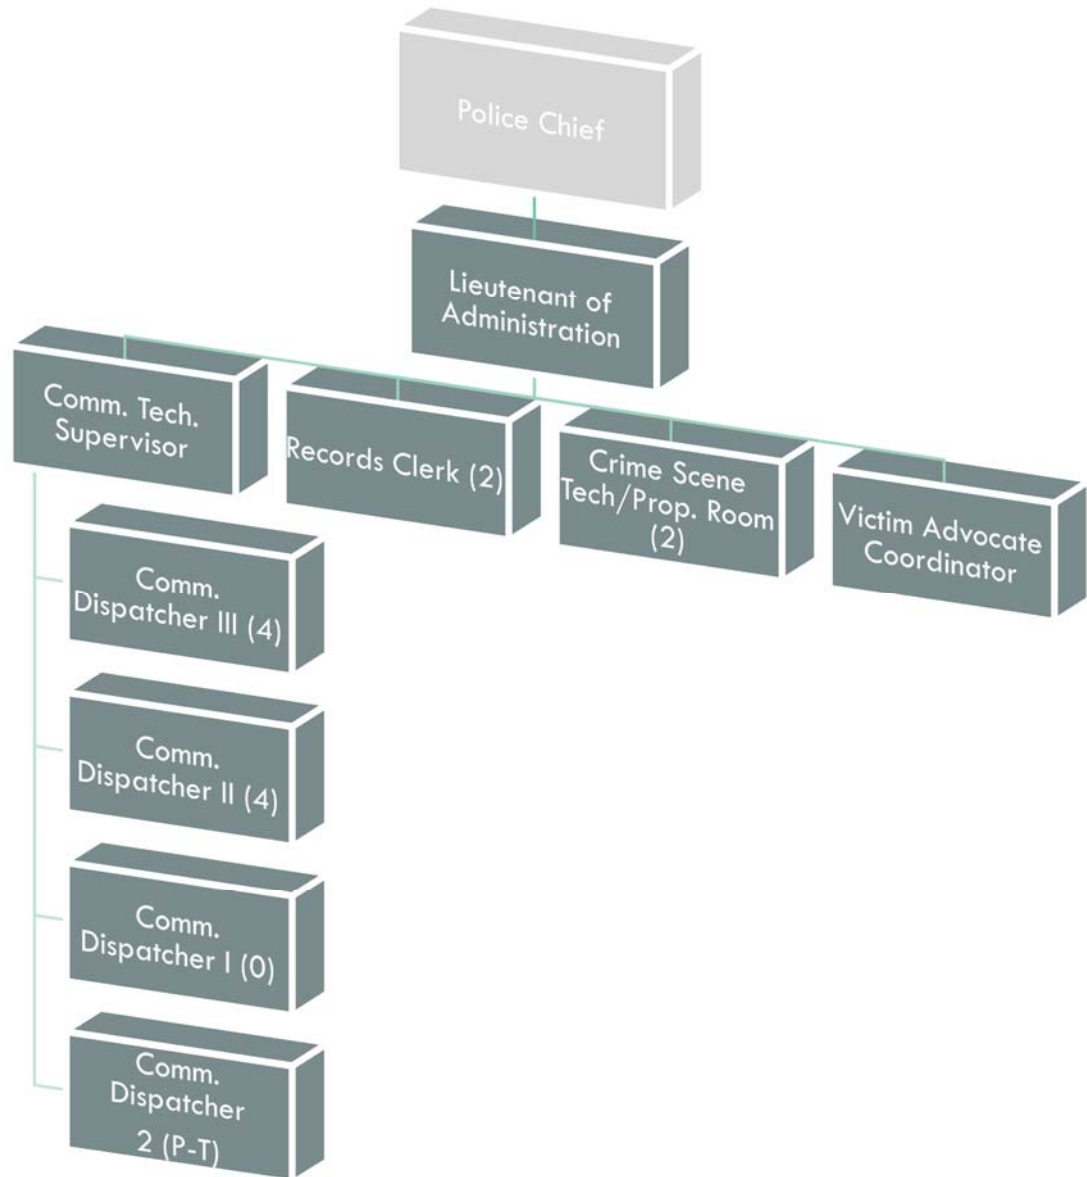 Police Chief
Lieutenant of
Administration
Comm. Tech.
Supervisor
Records Clerk (2)
Crime Scene
Tech/Prop. Room
(2)
Victim Advocate
Coordinator
Comm.
Dispatcher III (4)
Comm.
Dispatcher II (4)
Comm.
Dispatcher I (0)
Comm.
Dispatcher
2 (P-T)